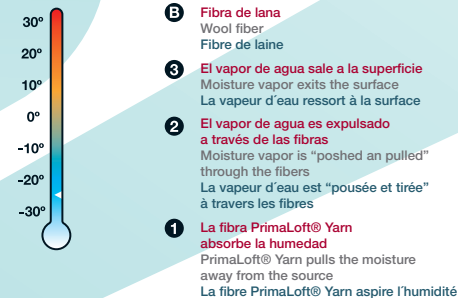 30º
20º
10º
0º
-10º
-20º
-30º
B Fibra de lana
Wool fiber
Fibre de laine
3 El vapor de agua sale a la superficie
Moisture vapor exits the surface
La vapeur d´eau ressort à la surface
2 El vapor de agua es expulsado
a través de las fibras
Moisture vapor is “poshed an pulled”
through the fibers
La vapeur d´eau est “pousée et tirée”
à travers les fibres
1 La fibra PrimaLoft® Yarn
absorbe la humedad
PrimaLoft® Yarn pulls the moisture
away from the source
La fibre PrimaLoft® Yarn aspire l´humidité